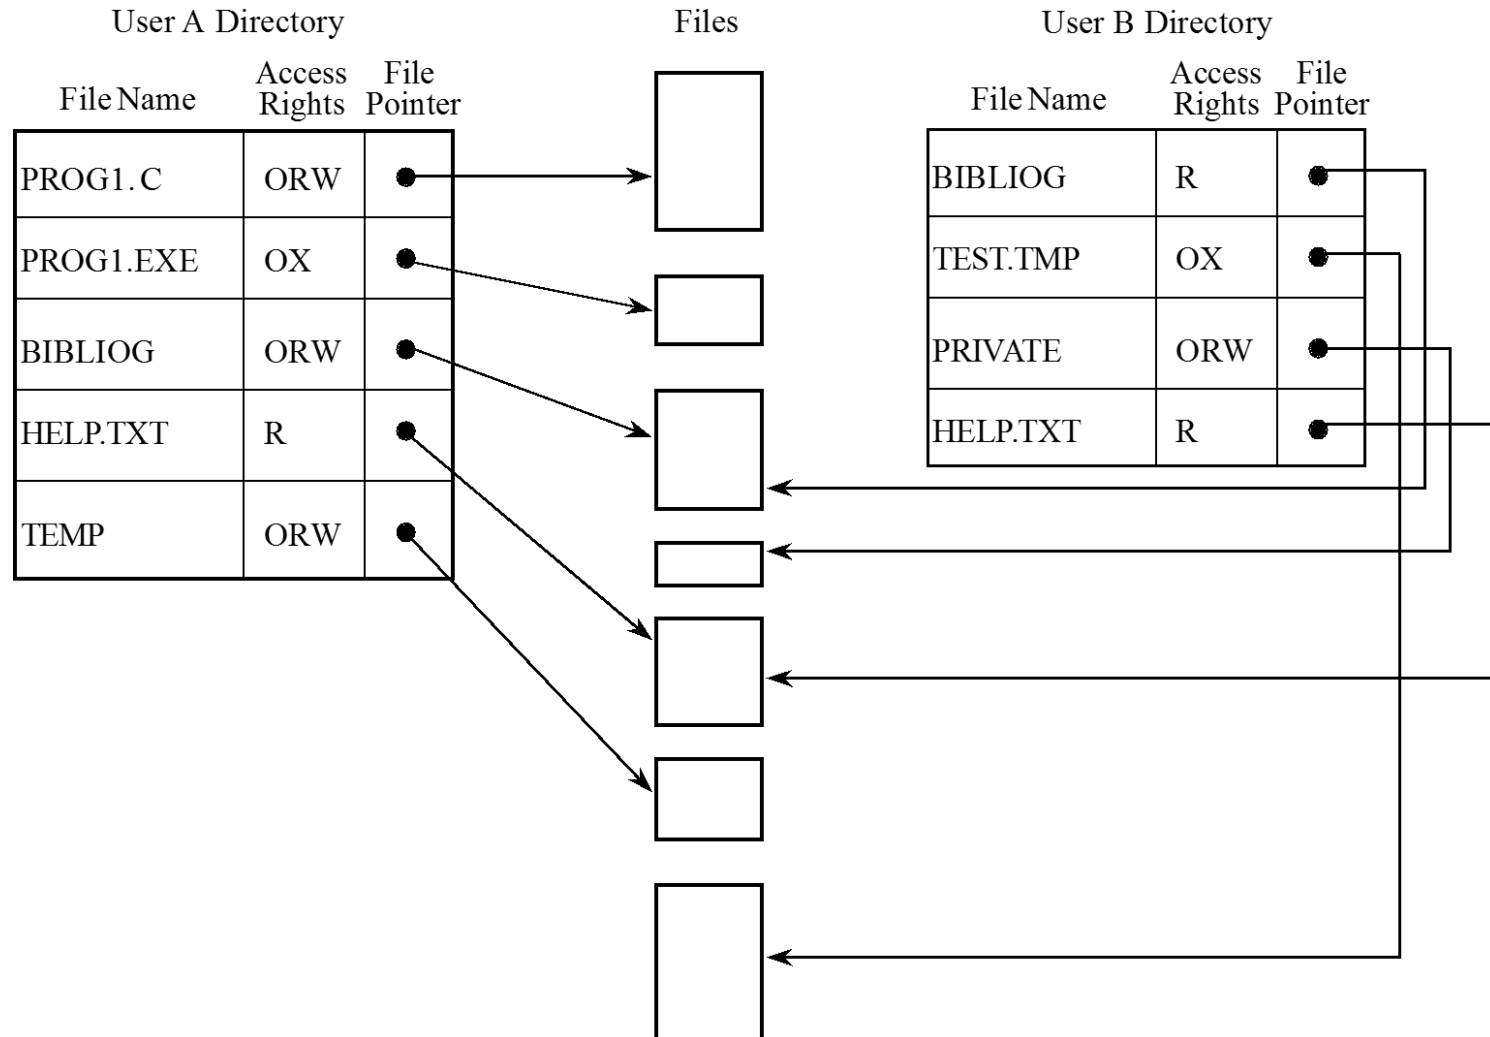 User A Directory
Files
User B Directory
File Name
Access Rights
File Pointer
PROG1.C ORW
PROG1.EXE OX
BIBLIOG ORW
HELP.TXT R
TEMP ORW
File Name
Access Rights
File Pointer
BIBLIOG R
TEST.TMP OX
PRIVATE ORW
HELP.TXT R